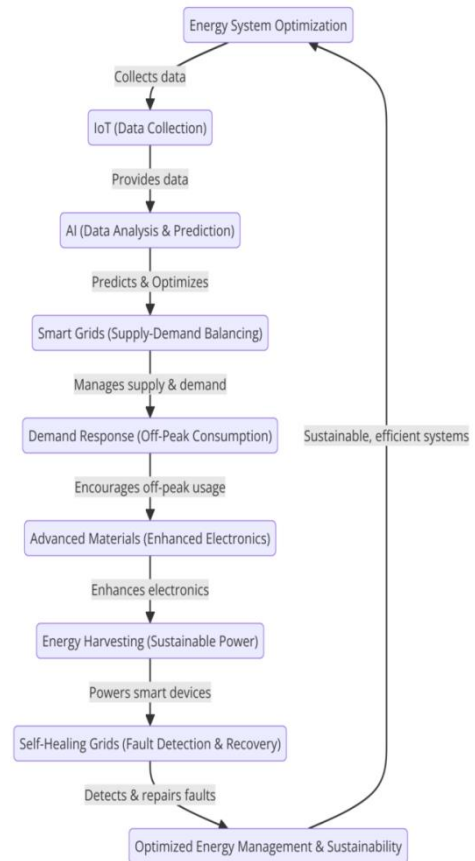 Energy System Optimization
Collects data
IoT (Data Collection)
Provides data
AI (Data Analysis & Prediction)
Predicts & Optimizes
Smart Grids (Supply-Demand Balancing)
Manages supply & demand
Demand Response (Off-Peak Consumption)
Sustainable, efficient systems
Encourages off-peak usage
Advanced Materials (Enhanced Electronics)
Enhances electronics
Energy Harvesting (Sustainable Power)
Powers smart devices
Self-Healing Grids (Fault Detection & Recovery)
Detects & repairs faults
Optimized Energy Management & Sustainability